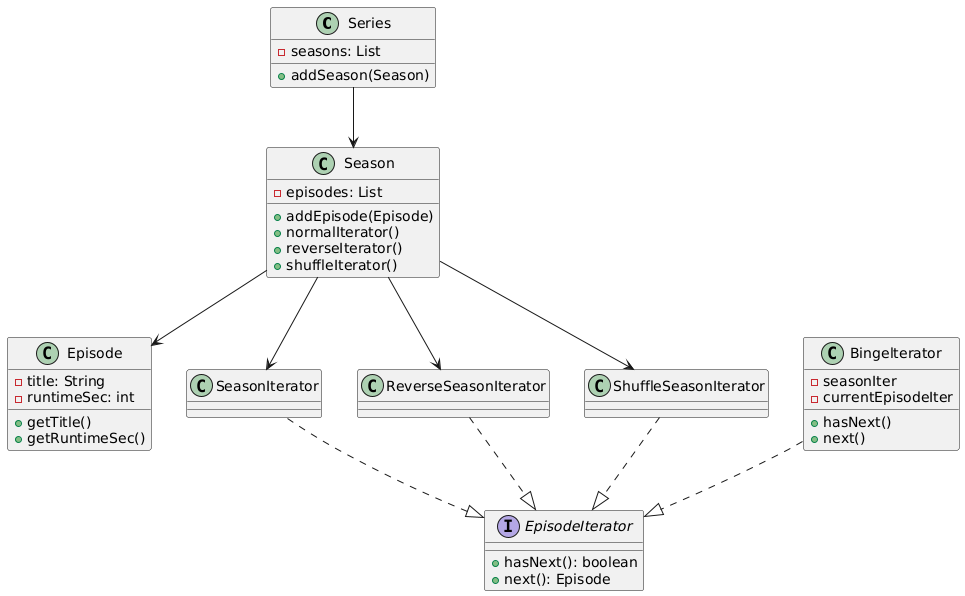 C Series
seasons: List
addSeason(Season)
C Season
episodes: List
addEpisode(Episode)
normalIterator()
reverseIterator()
shuffleIterator()
C Episode
title: String
runtimeSec: int
getTitle()
getRuntimeSec()
C SeasonIterator
C ReverseSeasonIterator
C ShuffleSeasonIterator
C BingeIterator
seasonIter
currentEpisodeIter
hasNext()
next()
I EpisodeIterator
hasNext(): boolean
next(): Episode